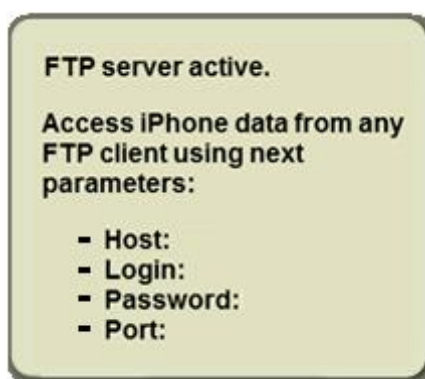 FTP server active.
Access iPhone data from any
FTP client using next
parameters:
- Host:
- Login:
- Password:
- Port: